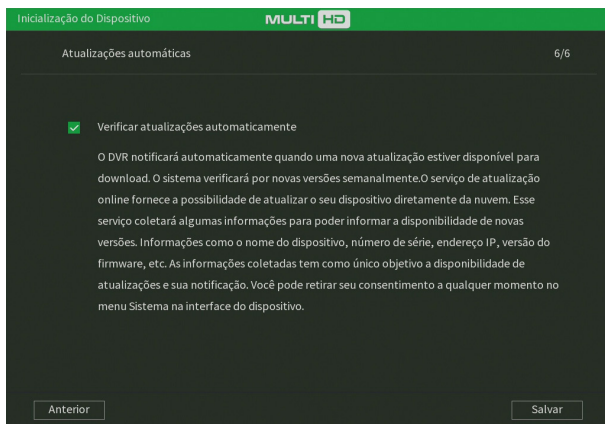 Inicialização do Dispositivo
MULTI HD
Atualizações automáticas 6/6
Verificar atualizações automaticamente
O DVR notificará automaticamente quando uma nova atualização estiver disponível para
download. O sistema verificará por novas versões semanalmente.O serviço de atualização
online fornece a possibilidade de atualizar o seu dispositivo diretamente da nuvem. Esse
serviço coletará algumas informações para poder informar a disponibilidade de novas
versões. Informações como o nome do dispositivo, número de série, endereço IP, versão do
firmware, etc. As informações coletadas tem como único objetivo a disponibilidade de
atualizações e sua notificação. Você pode retirar seu consentimento a qualquer momento no
menu Sistema na interface do dispositivo.
Anterior Salvar